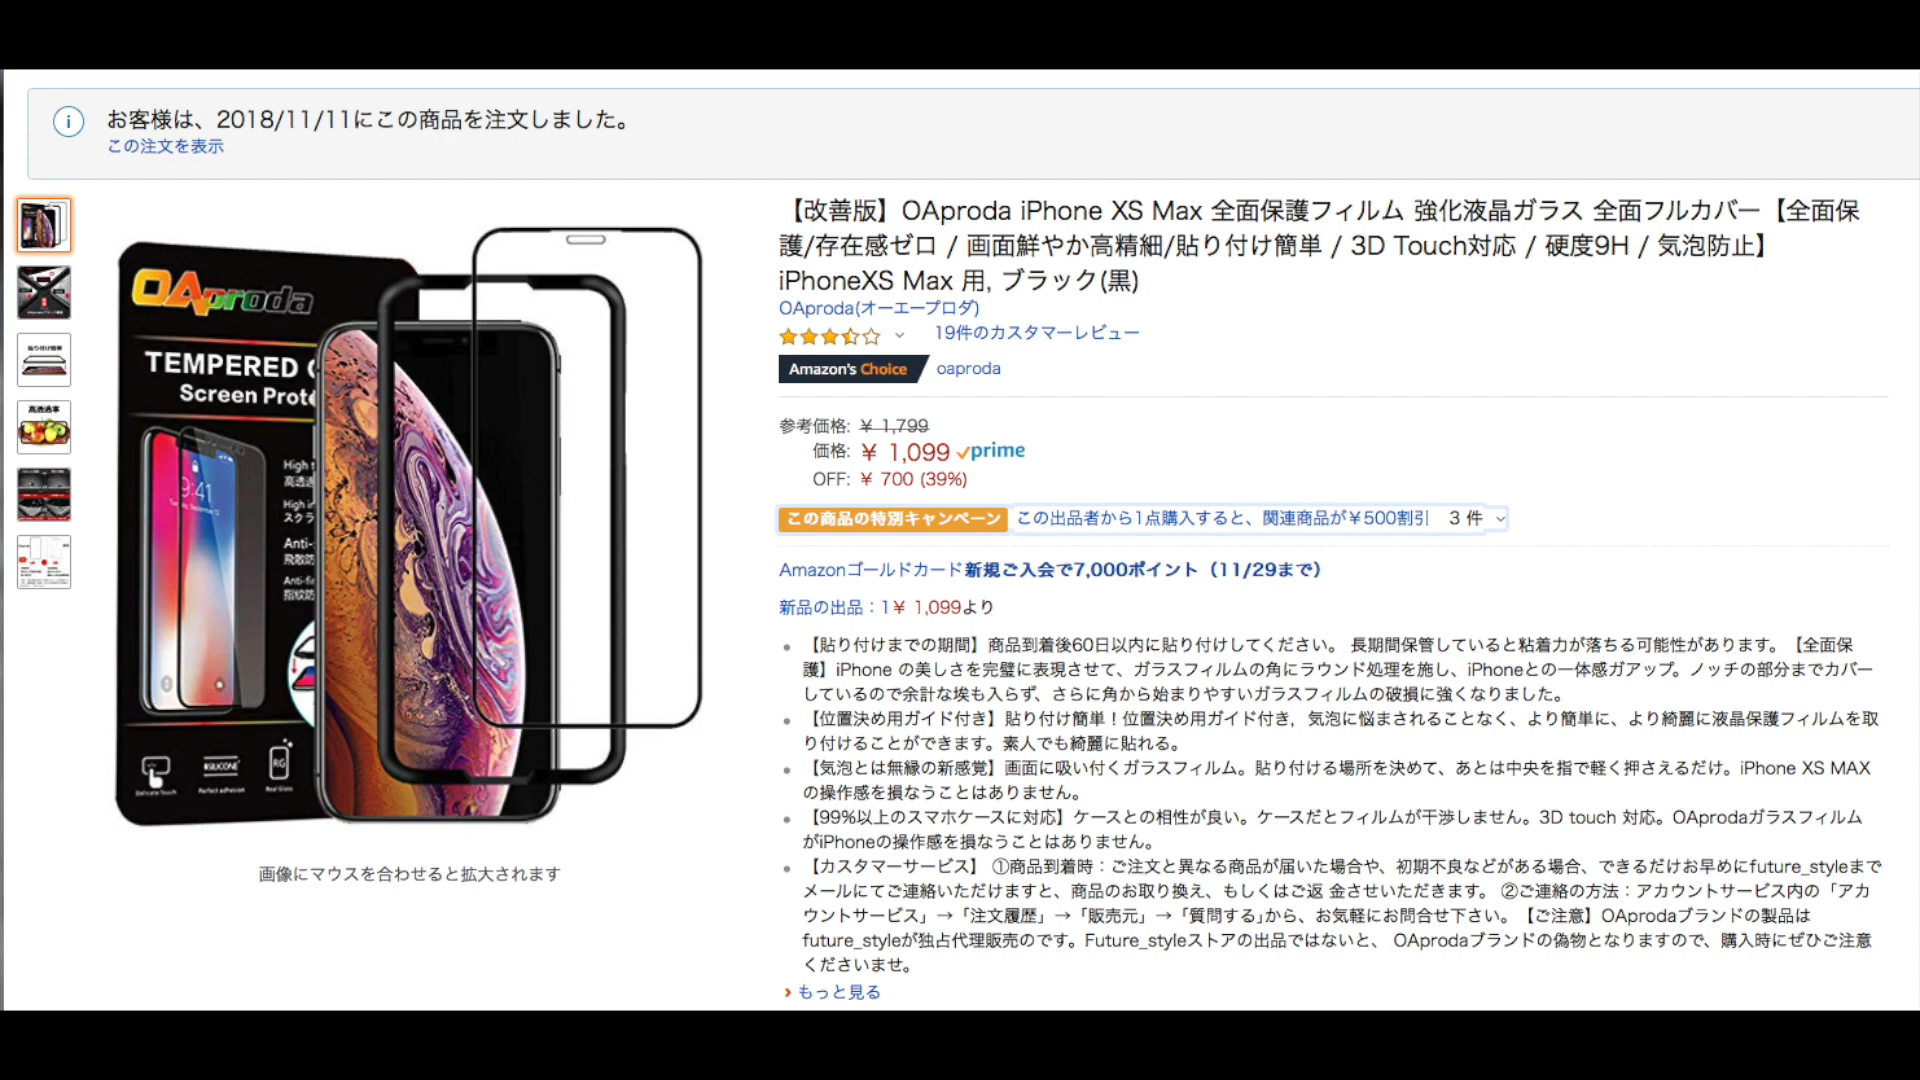 お客様は、2018/11/11にこの商品を注文しました。
この注文を表示
OAproda
TEMPERED
Screen
9:41
High
High
Anti-
Delicate Touch
SILICONE
Perfect adhesion
RG
Real Glass
貼り付け簡単
高透過率
画像にマウスを合わせると拡大されます
【改善版】OAproda iPhone XS Max 全面保護フィルム 強化液晶ガラス 全面フルカバー【全面保
護/存在感ゼロ / 画面鮮やか高精細/貼り付け簡単 / 3D Touch対応 / 硬度9H / 気泡防止】
iPhoneXS Max 用, ブラック(黒)
OAproda(オーエープロダ)
19件のカスタマーレビュー
Amazon's Choice oaproda
参考価格: ￥ 1,799
価格: ￥ 1,099 prime
OFF: ￥ 700 (39%)
この商品の特別キャンペーン この出品者から1点購入すると、関連商品が￥500割引 3 件
Amazonゴールドカード新規ご入会で7,000ポイント（11/29まで）
新品の出品：1￥ 1,099より
【貼り付けまでの期間】商品到着後60日以内に貼り付けしてください。 長期間保管していると粘着力が落ちる可能性があります。 【全面保
護】iPhone の美しさを完璧に表現させて、ガラスフィルムの角にラウンド処理を施し、iPhoneとの一体感がアップ。ノッチの部分までカバー
しているので余計な埃も入らず、さらに角から始まりやすいガラスフィルムの破損に強くなりました。
【位置決め用ガイド付き】貼り付け簡単！位置決め用ガイド付き，気泡に悩まされることなく、より簡単に、より綺麗に液晶保護フィルムを取
り付けることができます。素人でも綺麗に貼れる。
【気泡とは無縁の新感覚】画面に吸い付くガラスフィルム。貼り付ける場所を決めて、あとは中央を指で軽く押さえるだけ。iPhone XS MAX
の操作感を損なうことはありません。
【99%以上のスマホケースに対応】ケースとの相性が良い。ケースだとフィルムが干渉しません。3D touch 対応。OAprodaガラスフィルム
がiPhoneの操作感を損なうことはありません。
【カスタマーサービス】 ①商品到着時：ご注文と異なる商品が届いた場合や、初期不良などがある場合、できるだけお早めにfuture_styleまで
メールにてご連絡いただけますと、商品のお取り換え、もしくはご返 金させいただきます。 ②ご連絡の方法：アカウントサービス内の「アカ
ウントサービス」→「注文履歴」→「販売元」→「質問する」から、お気軽にお問合せ下さい。【ご注意】OAprodaブランドの製品は
future_styleが独占代理販売のです。Future_styleストアの出品ではないと、 OAprodaブランドの偽物となりますので、購入時にぜひご注意
くださいませ。
もっと見る